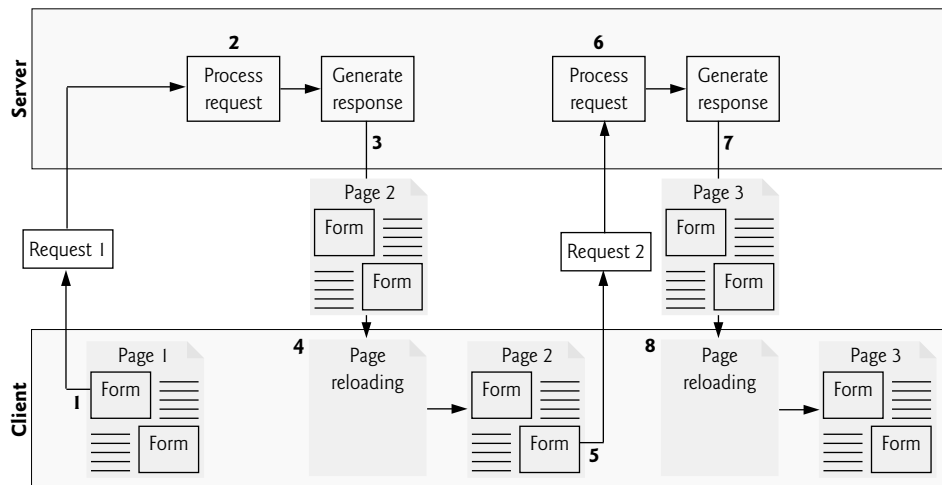 Server
2
Process
request
Generate
response
3
6
Process
request
Generate
response
7
Page 2
Form
Form
Page 3
Form
Form
Request 1
Request 2
Client
Page 1
Form
Form
1
4
Page
reloading
Page 2
Form
Form
5
8
Page
reloading
Page 3
Form
Form